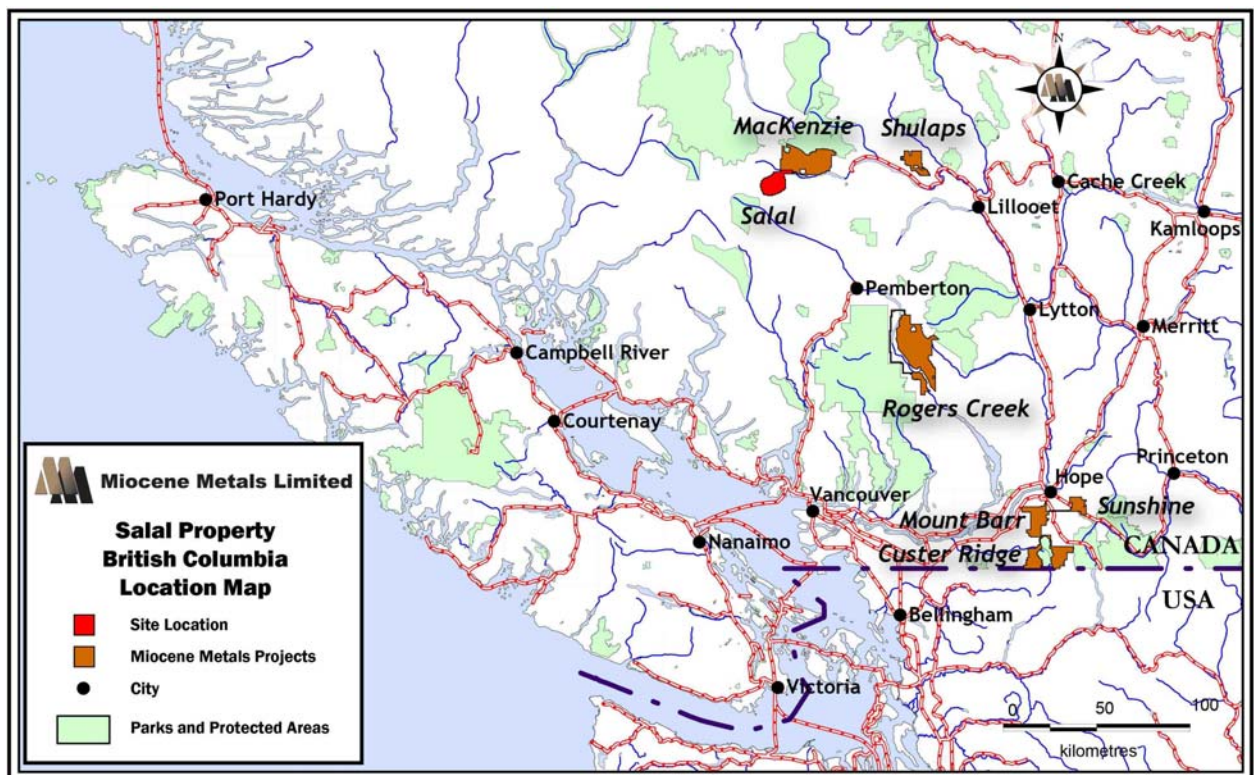 N
MacKenzie
Shulaps
Port Hardy
Salal
Cache Creek
Lillooet
Kamloops
Pemberton
Lytton
Merritt
Campbell River
Rogers Creek
Courtenay
Princeton
Hope
Miocene Metals Limited
Vancouver
Sunshine
Mount Barr
Nanaimo
Custer Ridge
CANADA
USA
Salal Property
British Columbia
Location Map
Site Location
Miocene Metals Projects
City
Parks and Protected Areas
Bellingham
Victoria
0 50 100
kilometres